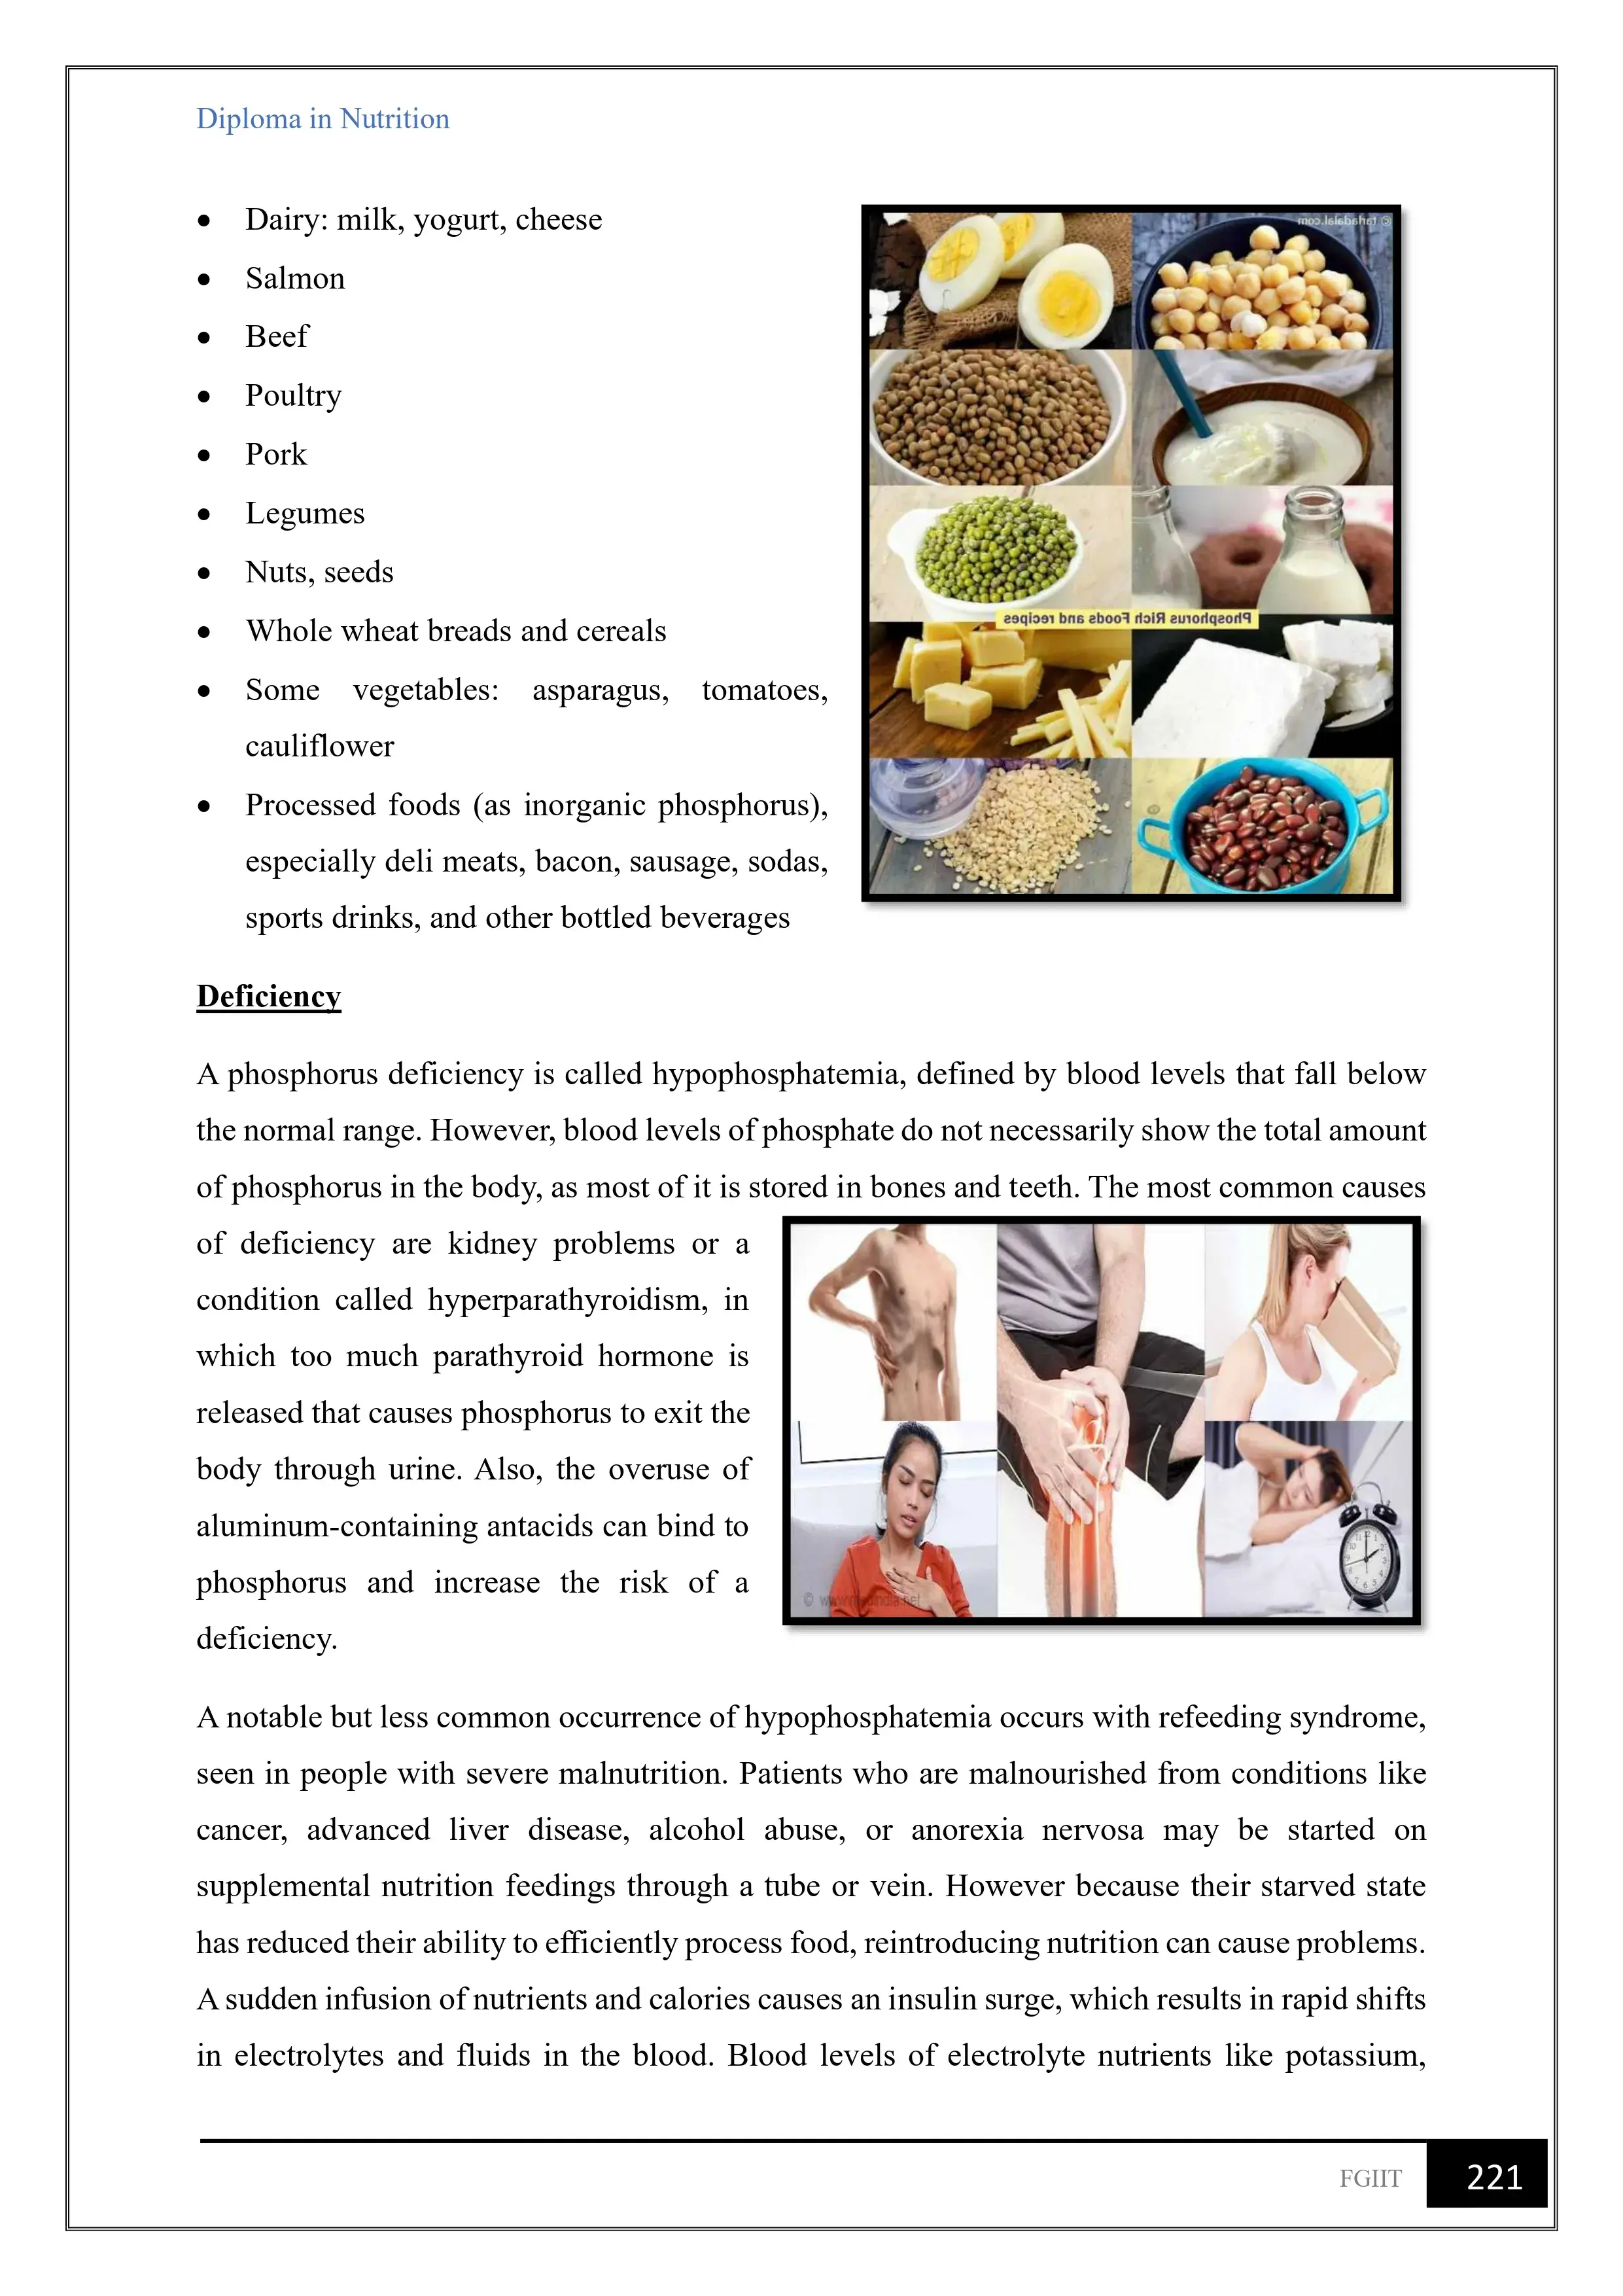 Diploma in Nutrition
• Dairy: milk, yogurt, cheese
• Salmon
• Beef
• Poultry
• Pork
• Legumes
• Nuts, seeds
• Whole wheat breads and cereals
• Some vegetables: asparagus, tomatoes,
cauliflower
• Processed foods (as inorganic phosphorus),
especially deli meats, bacon, sausage, sodas,
sports drinks, and other bottled beverages
© tarladalal.com
Phosphorus Rich Foods and recipes
Deficiency
A phosphorus deficiency is called hypophosphatemia, defined by blood levels that fall below
the normal range. However, blood levels of phosphate do not necessarily show the total amount
of phosphorus in the body, as most of it is stored in bones and teeth. The most common causes
of deficiency are kidney problems or a
condition called hyperparathyroidism, in
which too much parathyroid hormone is
released that causes phosphorus to exit the
body through urine. Also, the overuse of
aluminum-containing antacids can bind to
phosphorus and increase the risk of a
deficiency.
© www.medindia.net
A notable but less common occurrence of hypophosphatemia occurs with refeeding syndrome,
seen in people with severe malnutrition. Patients who are malnourished from conditions like
cancer, advanced liver disease, alcohol abuse, or anorexia nervosa may be started on
supplemental nutrition feedings through a tube or vein. However because their starved state
has reduced their ability to efficiently process food, reintroducing nutrition can cause problems.
A sudden infusion of nutrients and calories causes an insulin surge, which results in rapid shifts
in electrolytes and fluids in the blood. Blood levels of electrolyte nutrients like potassium,
FGIIT 221